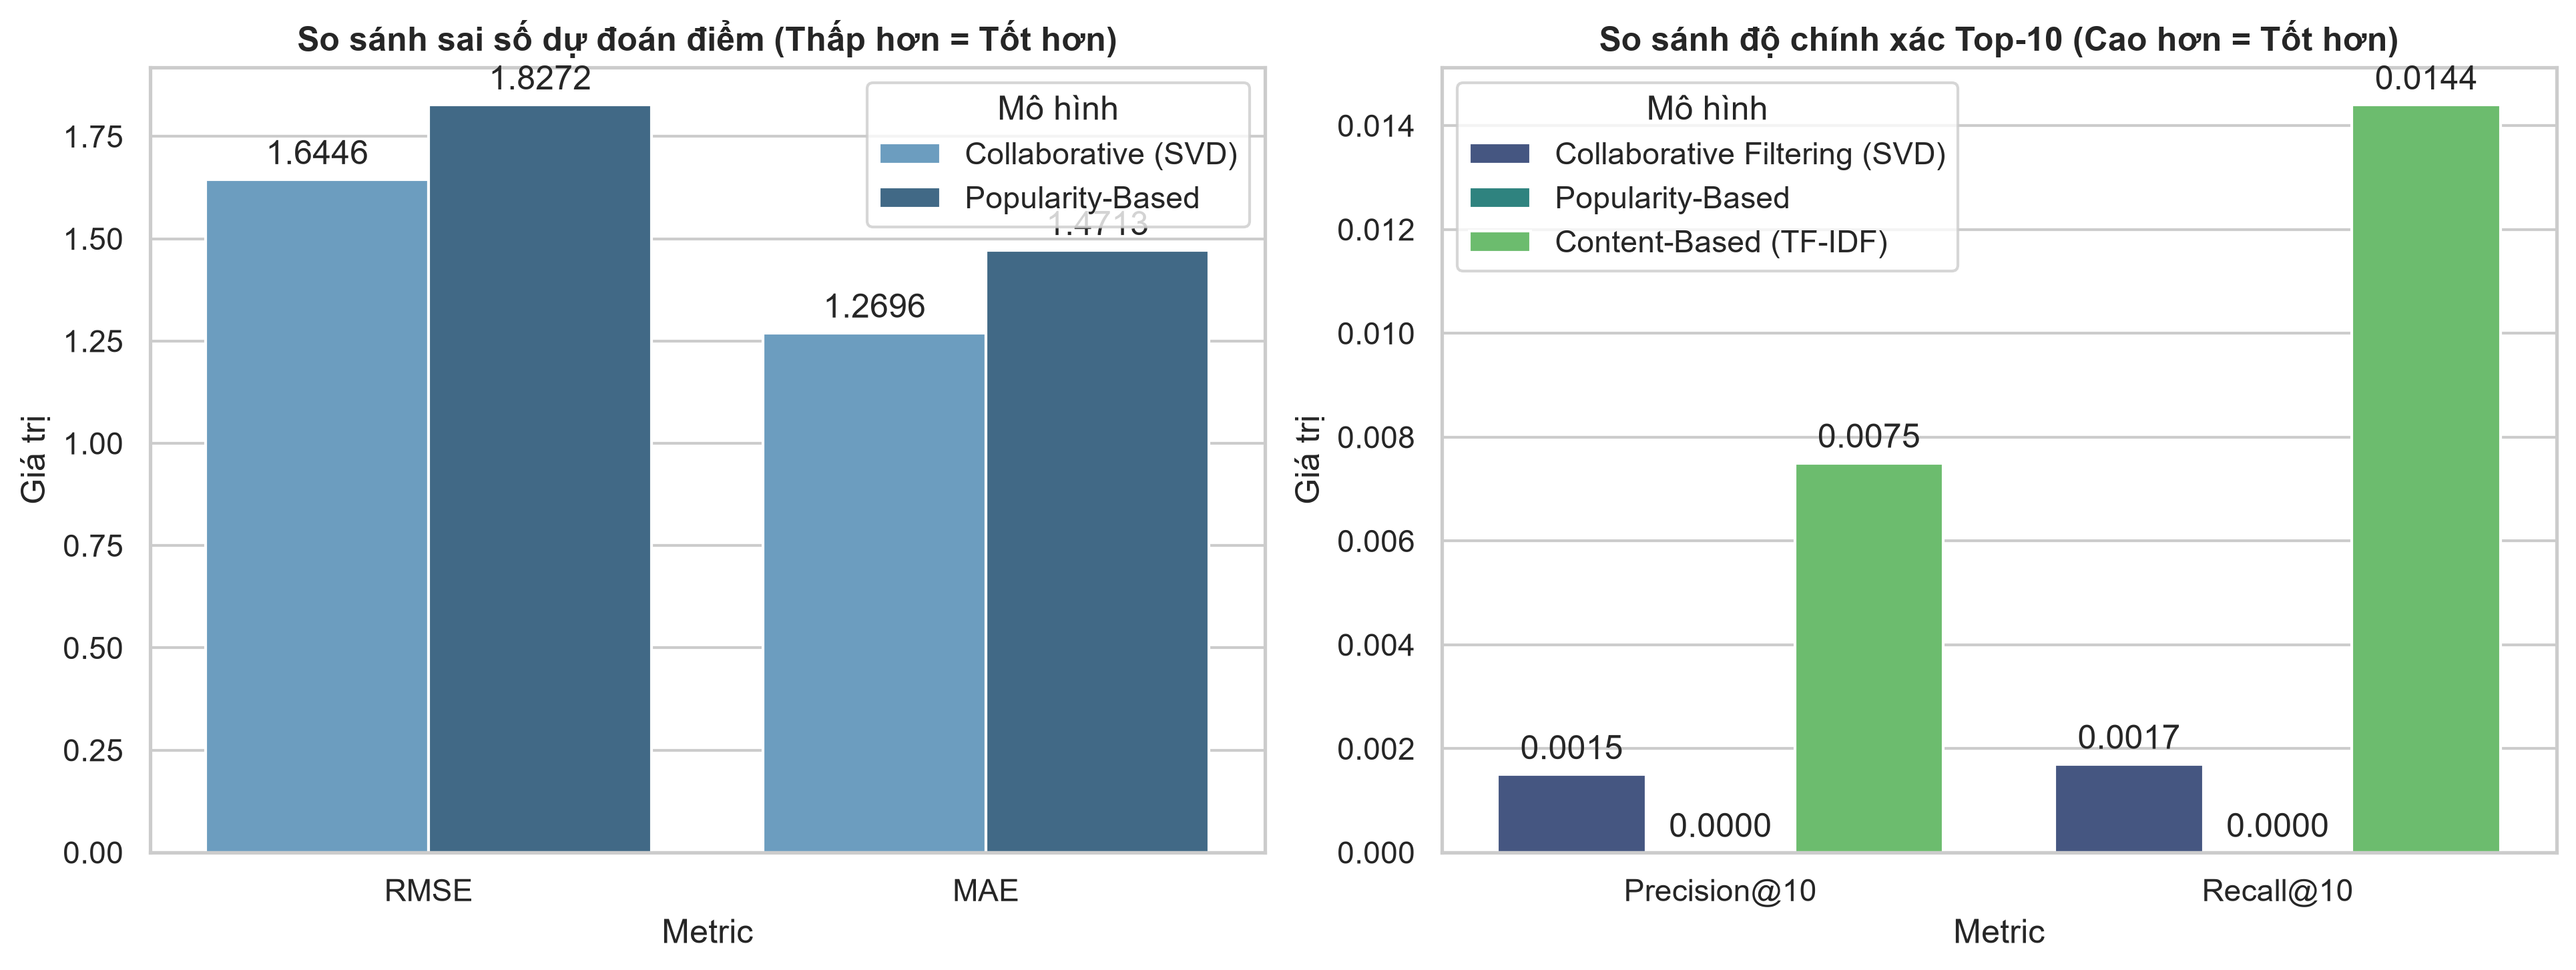 So sánh sai số dự đoán điểm (Thấp hơn = Tốt hơn)
1.8272
1.6446
1.4713
1.2696
Mô hình
Collaborative (SVD)
Popularity-Based
1.75
1.50
1.25
1.00
0.75
0.50
0.25
0.00
Giá trị
RMSE
MAE
Metric
So sánh độ chính xác Top-10 (Cao hơn = Tốt hơn)
0.0144
Mô hình
Collaborative Filtering (SVD)
Popularity-Based
Content-Based (TF-IDF)
0.014
0.012
0.010
0.008
0.006
0.004
0.002
0.000
Giá trị
0.0075
0.0015
0.0000
0.0017
0.0000
Precision@10
Recall@10
Metric